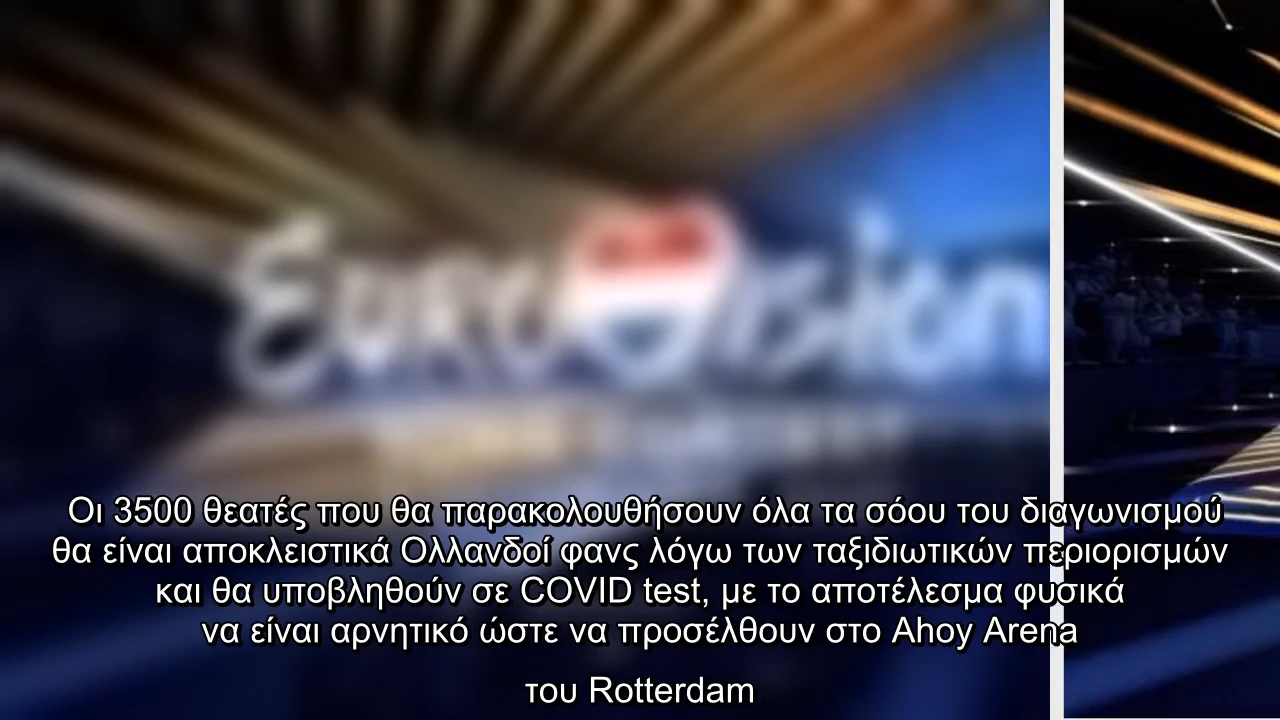 Eurovision
Οι 3500 θεατές που θα παρακολουθήσουν όλα τα σόου του διαγωνισμού
θα είναι αποκλειστικά Ολλανδοί φανς λόγω των ταξιδιωτικών περιορισμών
και θα υποβληθούν σε COVID test, με το αποτέλεσμα φυσικά
να είναι αρνητικό ώστε να προσέλθουν στο Ahoy Arena
του Rotterdam